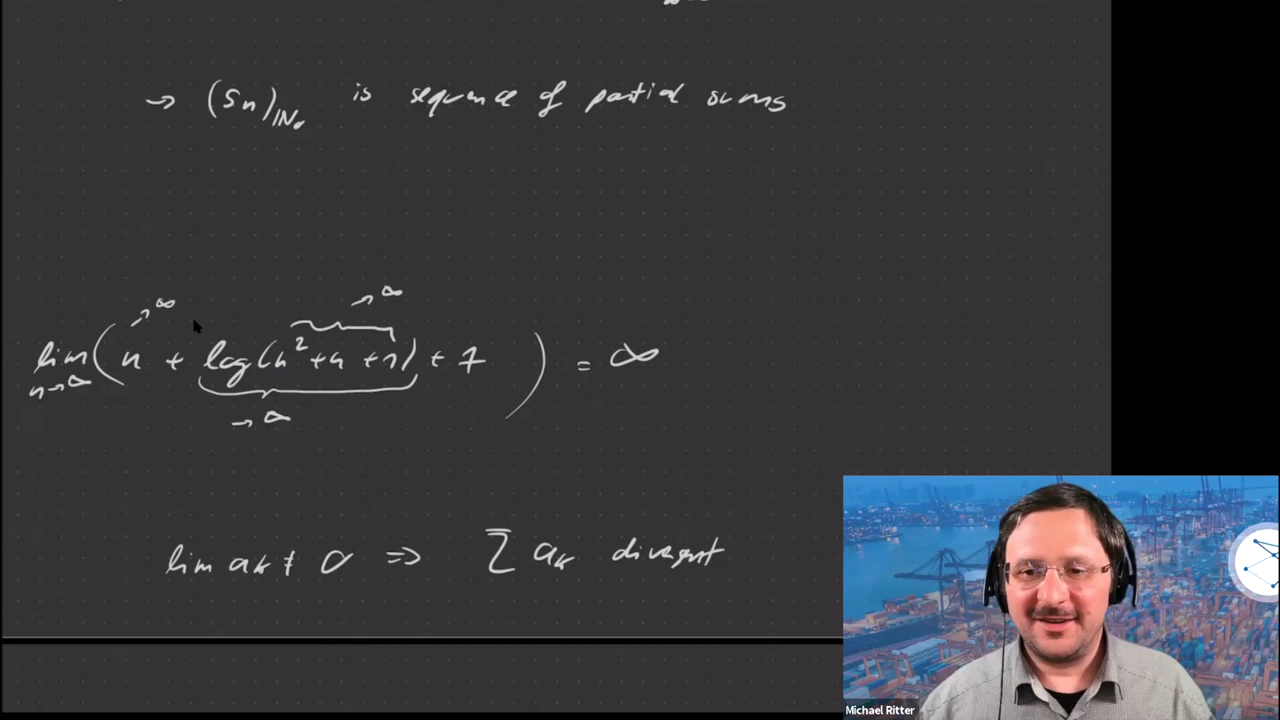 → (Sn)ℕ₀ is sequence of partial sums
→ ∞ → ∞
lim n→∞ ( n + log(n² + n + 1) + 7 ) = ∞
→ ∞
lim aₖ ≠ 0 ⇒ ∑ aₖ divergent
Michael Ritter